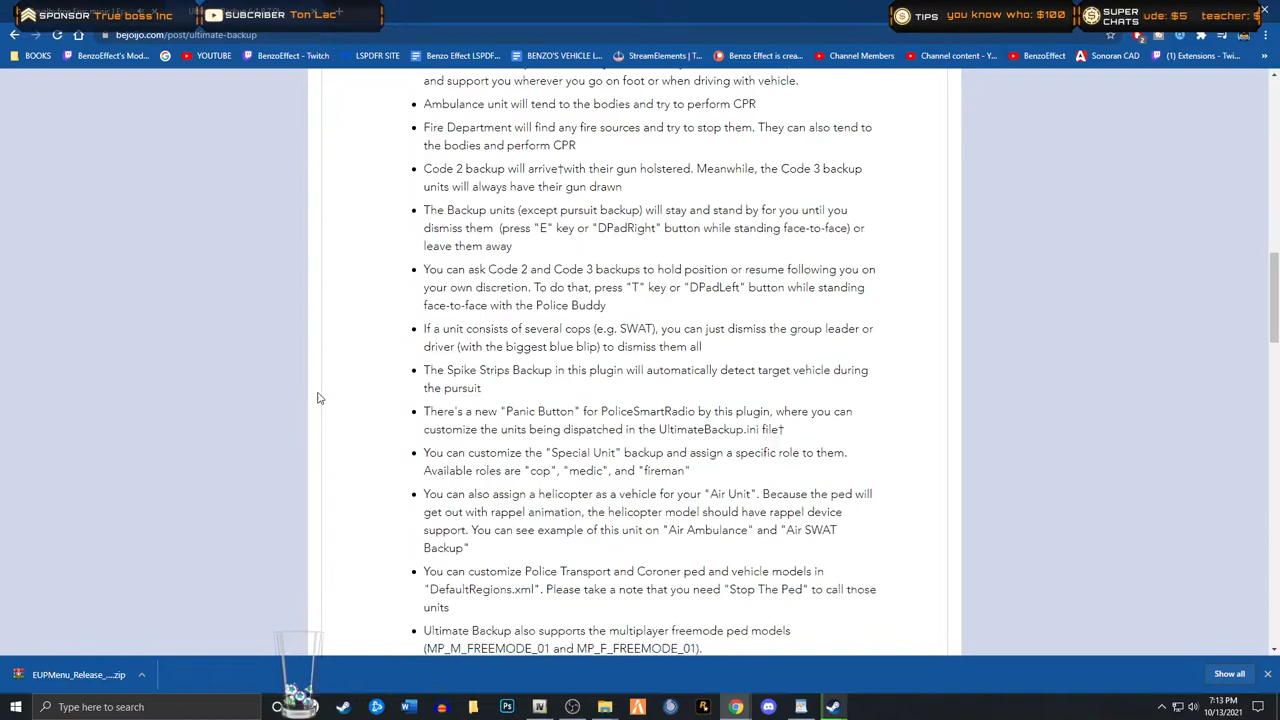 SPONSOR True boss Inc
SUBCRIBER Ton Lac
TIPS you know who: $100
SUPER CHATS ude: $5 teacher: $
bejoijo.com/post/ultimate-backup
BOOKS BenzoEffect's Mod... YOUTUBE BenzoEffect - Twitch LSPDFR SITE Benzo Effect LSPDF... BENZO'S VEHICLE L... StreamElements | T... Benzo Effect is crea... Channel Members Channel content - Y... BenzoEffect Sonoran CAD (1) Extensions - Twi...
and support you wherever you go on foot or when driving with vehicle.
Ambulance unit will tend to the bodies and try to perform CPR
Fire Department will find any fire sources and try to stop them. They can also tend to
the bodies and perform CPR
Code 2 backup will arrive†with their gun holstered. Meanwhile, the Code 3 backup
units will always have their gun drawn
The Backup units (except pursuit backup) will stay and stand by for you until you
dismiss them (press "E" key or "DPadRight" button while standing face-to-face) or
leave them away
You can ask Code 2 and Code 3 backups to hold position or resume following you on
your own discretion. To do that, press "T" key or "DPadLeft" button while standing
face-to-face with the Police Buddy
If a unit consists of several cops (e.g. SWAT), you can just dismiss the group leader or
driver (with the biggest blue blip) to dismiss them all
The Spike Strips Backup in this plugin will automatically detect target vehicle during
the pursuit
There's a new "Panic Button" for PoliceSmartRadio by this plugin, where you can
customize the units being dispatched in the UltimateBackup.ini file†
You can customize the "Special Unit" backup and assign a specific role to them.
Available roles are "cop", "medic", and "fireman"
You can also assign a helicopter as a vehicle for your "Air Unit". Because the ped will
get out with rappel animation, the helicopter model should have rappel device
support. You can see example of this unit on "Air Ambulance" and "Air SWAT
Backup"
You can customize Police Transport and Coroner ped and vehicle models in
"DefaultRegions.xml". Please take a note that you need "Stop The Ped" to call those
units
Ultimate Backup also supports the multiplayer freemode ped models
(MP_M_FREEMODE_01 and MP_F_FREEMODE_01).
EUPMenu_Release_....zip
Show all
Type here to search
7:13 PM
10/13/2021